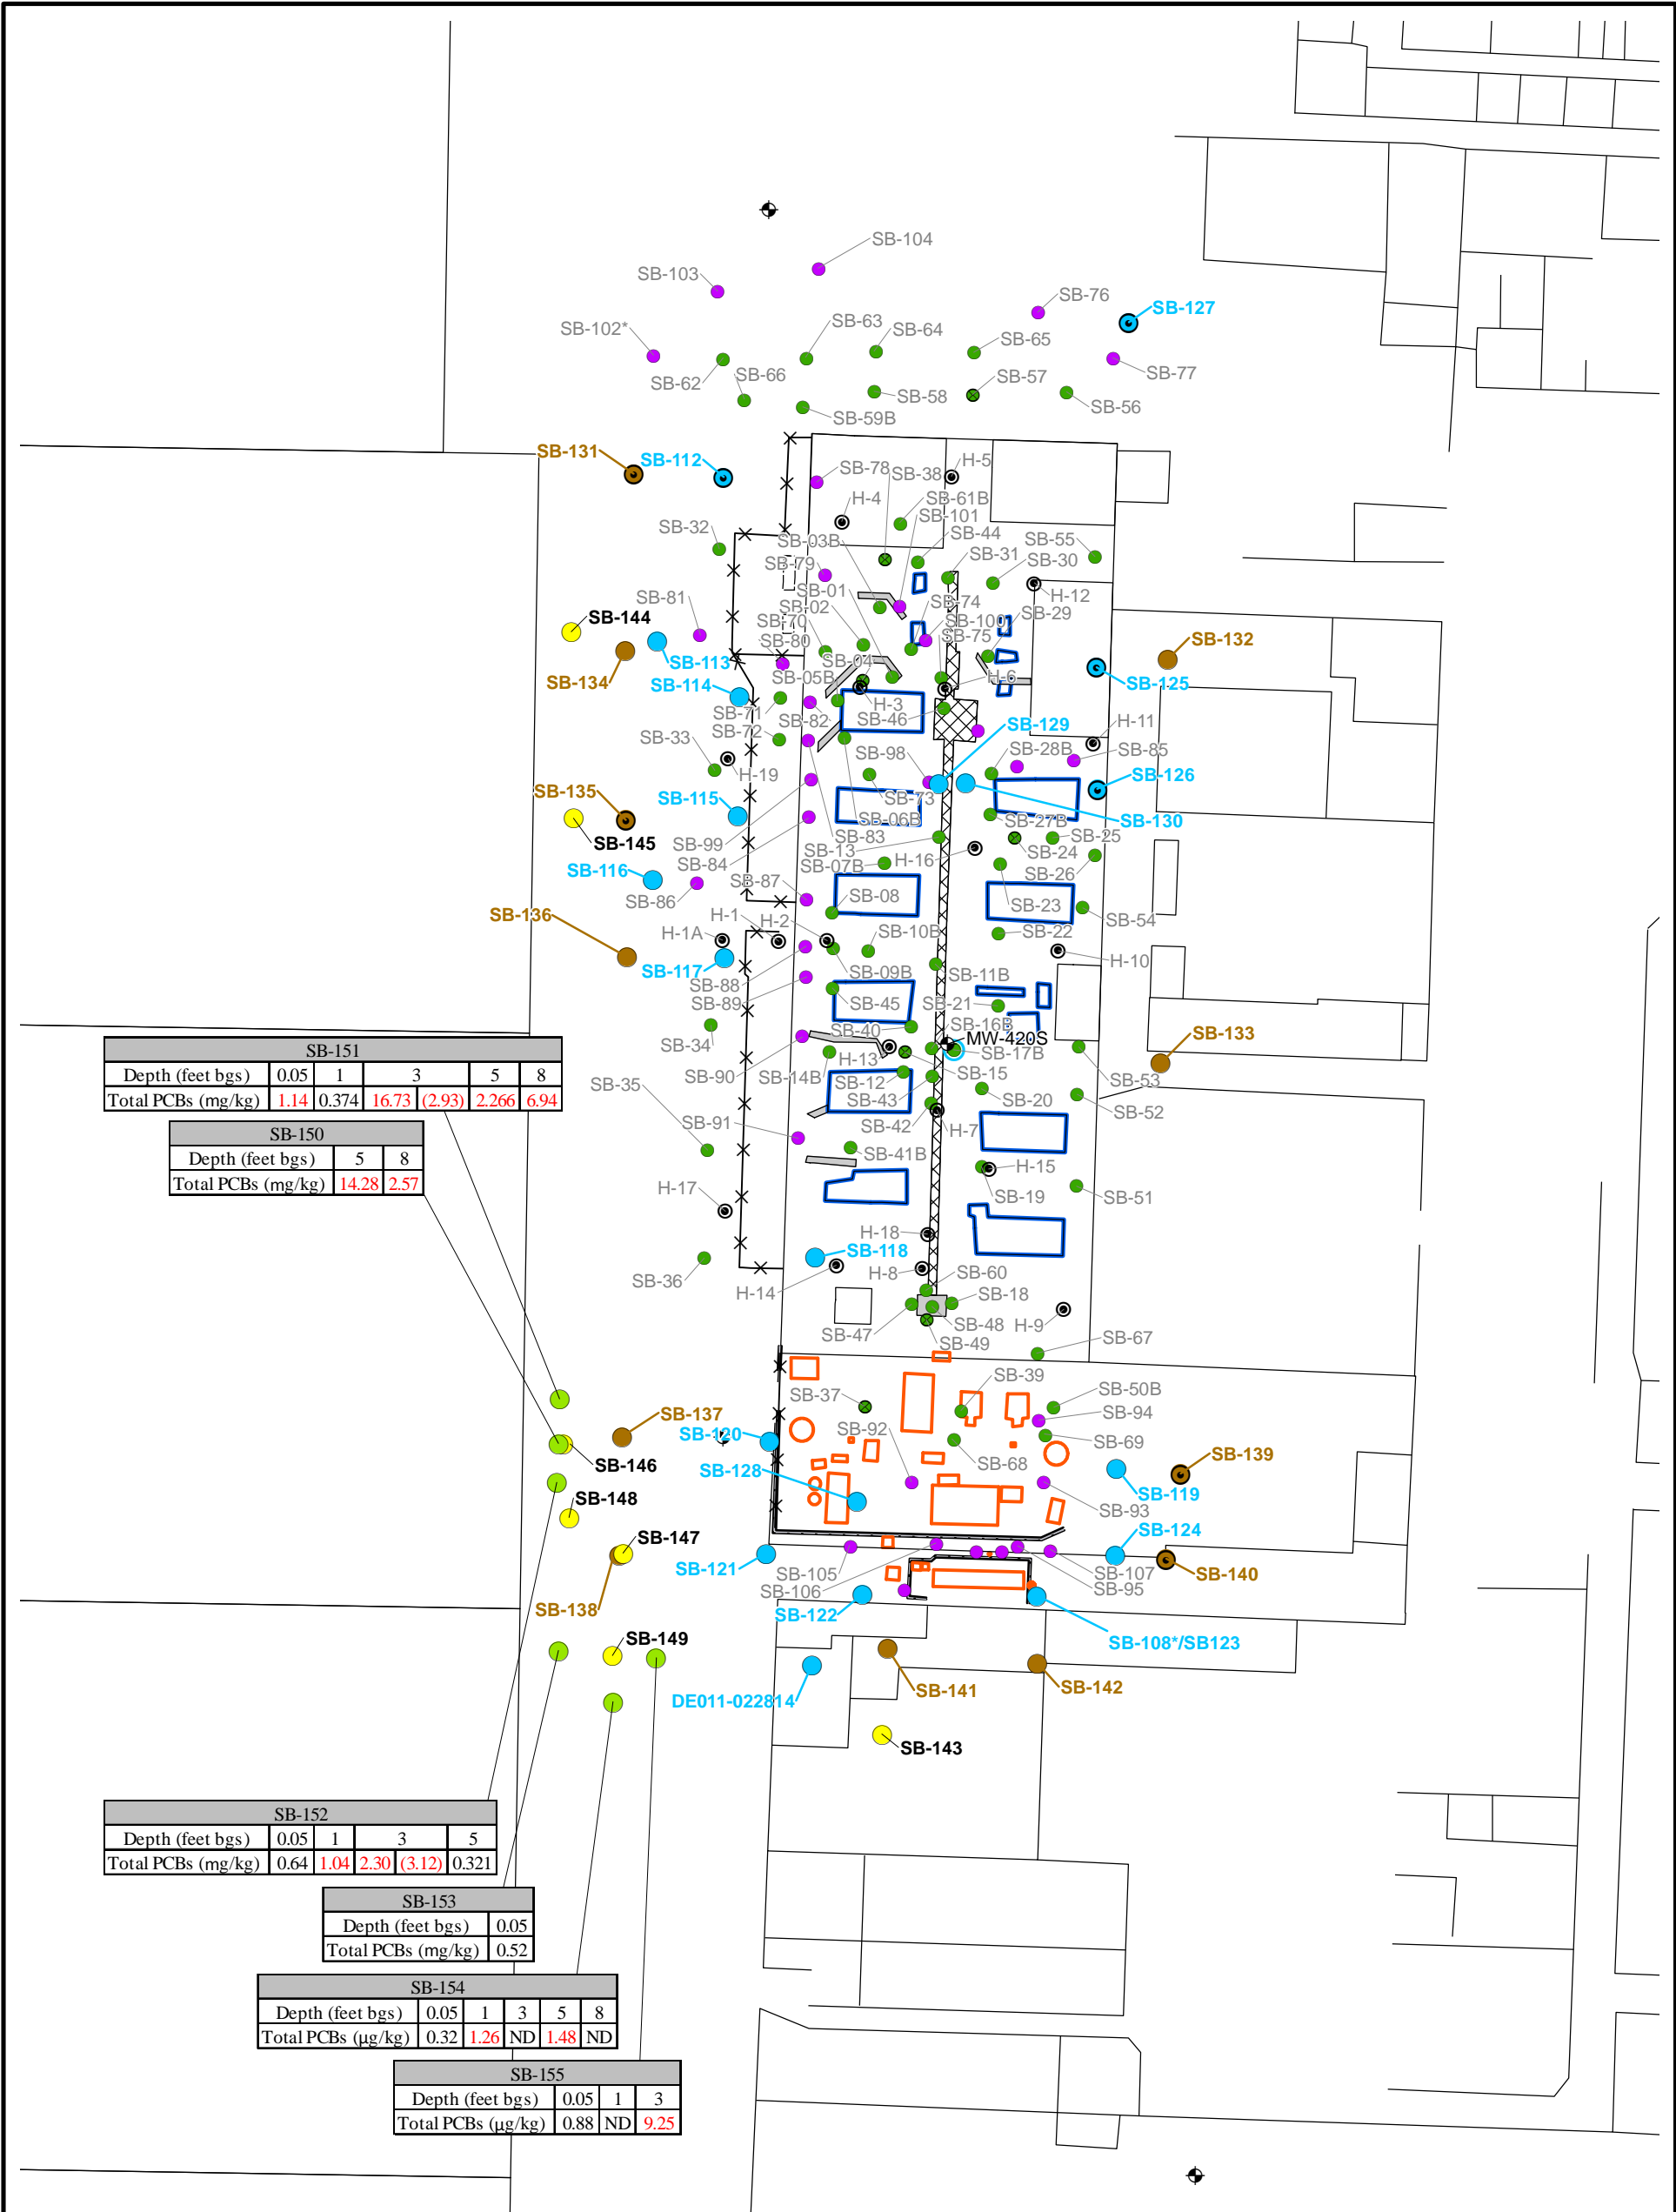 SB-104
SB-103
SB-76
SB-127
SB-102*
SB-63
SB-64
SB-65
SB-77
SB-62
SB-66
SB-57
SB-58
SB-56
SB-59B
SB-131
SB-112
SB-78
SB-38
H-5
H-4
SB-61B
SB-101
SB-32
SB-03B
SB-44
SB-55
SB-31
SB-30
SB-79
SB-01
H-12
SB-81
SB-02
SB-74
SB-29
SB-144
SB-70
SB-100
SB-80
SB-75
SB-132
SB-113
SB-04
SB-134
SB-05B
H-6
SB-125
SB-114
H-3
SB-71
SB-82
SB-46
SB-129
H-11
SB-72
SB-33
SB-98
SB-28B
SB-85
H-19
SB-126
SB-135
SB-115
SB-73
SB-06B
SB-27B
SB-130
SB-145
SB-99
SB-83
SB-25
SB-13
SB-84
SB-07B
H-16
SB-24
SB-116
SB-26
SB-86
SB-87
SB-08
SB-23
SB-136
H-1
H-2
SB-54
H-1A
SB-10B
SB-22
SB-117
SB-09B
H-10
SB-88
SB-11B
SB-89
SB-45
SB-21
SB-40
SB-16B
SB-34
MW-420S
SB-133
H-13
SB-17B
SB-90
SB-14B
SB-12
SB-15
SB-53
SB-35
SB-43
SB-20
SB-52
SB-91
SB-42
H-7
SB-41B
H-15
H-17
SB-19
SB-51
H-18
SB-118
SB-36
H-8
SB-60
H-14
SB-18
SB-47
SB-48
H-9
SB-49
SB-67
SB-151
Depth (feet bgs) 0.05 1 3 5 8
Total PCBs (mg/kg) 1.14 0.374 16.73 (2.93) 2.266 6.94
SB-150
Depth (feet bgs) 5 8
Total PCBs (mg/kg) 14.28 2.57
SB-39
SB-37
SB-50B
SB-94
SB-137
SB-120
SB-92
SB-69
SB-68
SB-146
SB-128
SB-139
SB-119
SB-148
SB-93
SB-147
SB-124
SB-121
SB-105
SB-107
SB-106
SB-95
SB-140
SB-138
SB-122
SB-149
SB-108*/SB123
SB-141
SB-142
DE011-022814
SB-143
SB-152
Depth (feet bgs) 0.05 1 3 5
Total PCBs (mg/kg) 0.64 1.04 2.30 (3.12) 0.321
SB-153
Depth (feet bgs) 0.05
Total PCBs (mg/kg) 0.52
SB-154
Depth (feet bgs) 0.05 1 3 5 8
Total PCBs (µg/kg) 0.32 1.26 ND 1.48 ND
SB-155
Depth (feet bgs) 0.05 1 3
Total PCBs (µg/kg) 0.88 ND 9.25